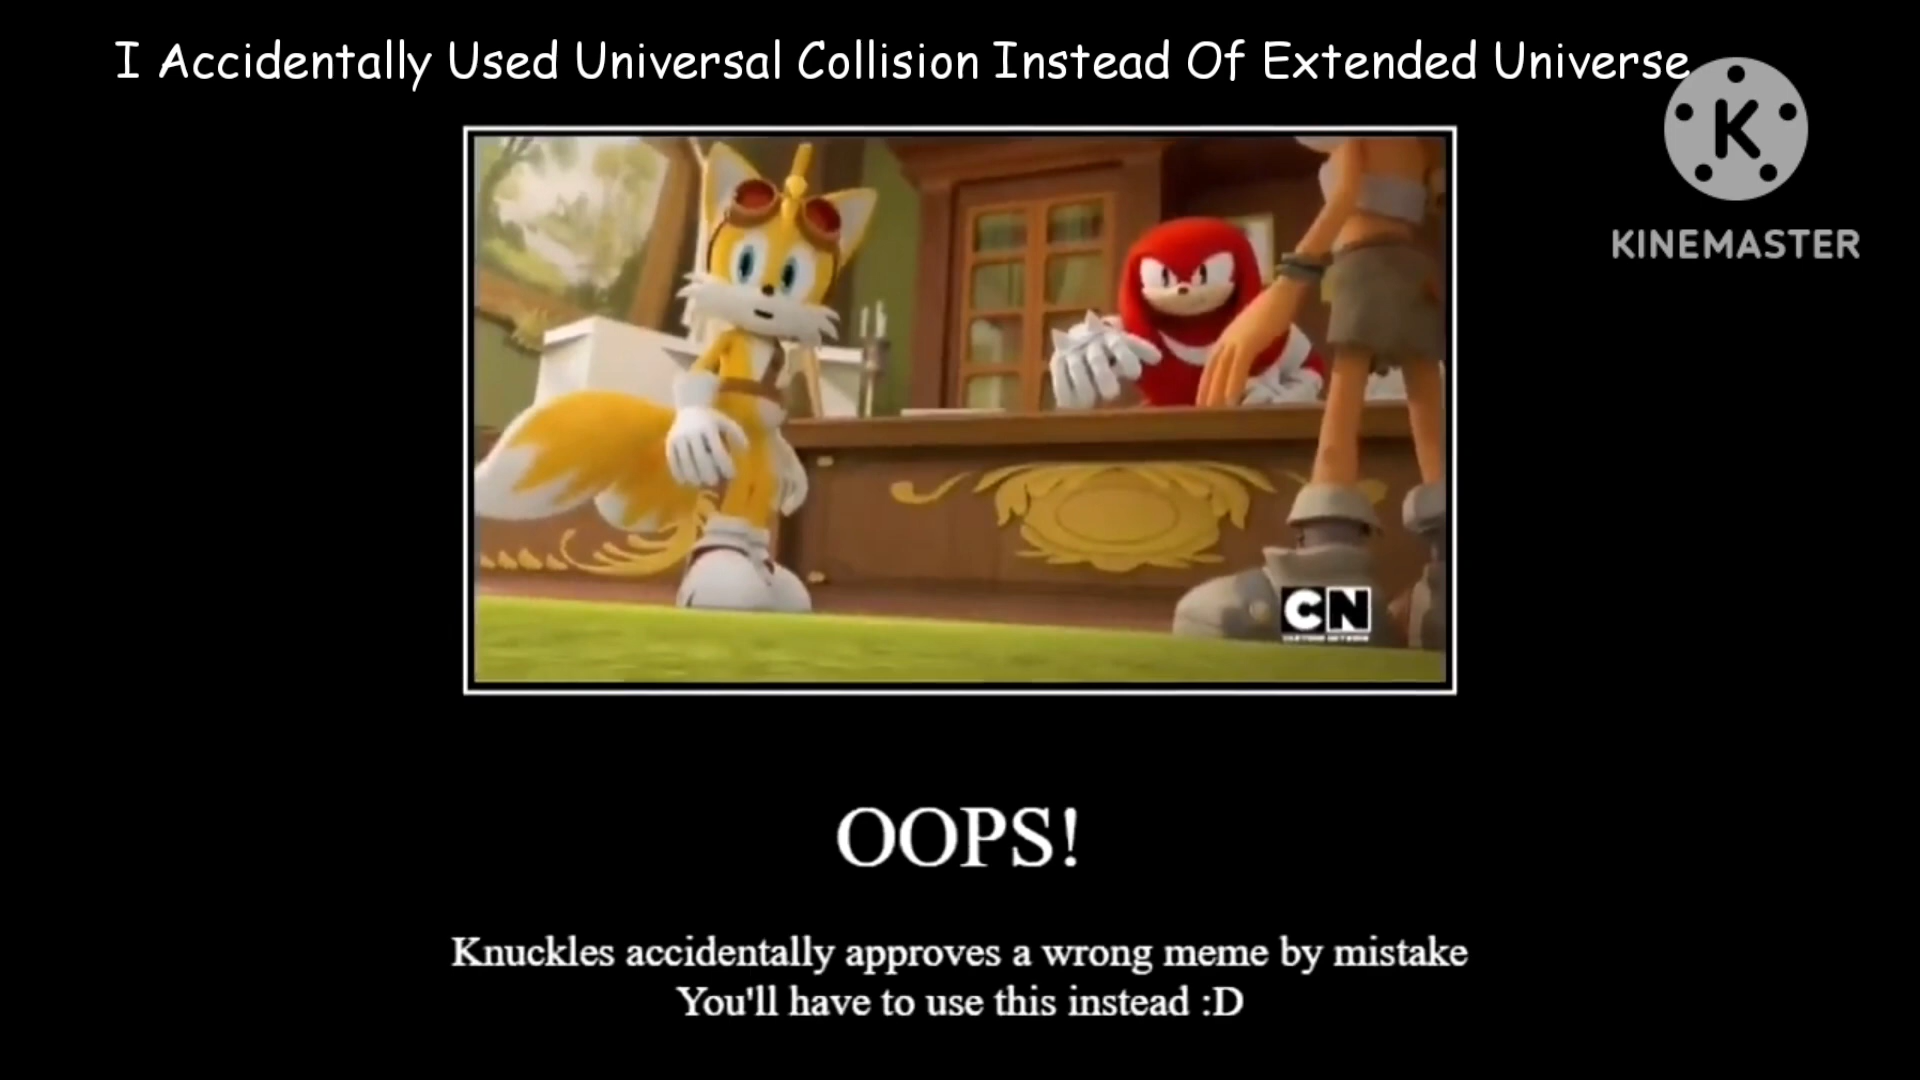 I Accidentally Used Universal Collision Instead Of Extended Universe
K
KINEMASTER
CN
OOPS!
Knuckles accidentally approves a wrong meme by mistake
You'll have to use this instead :D